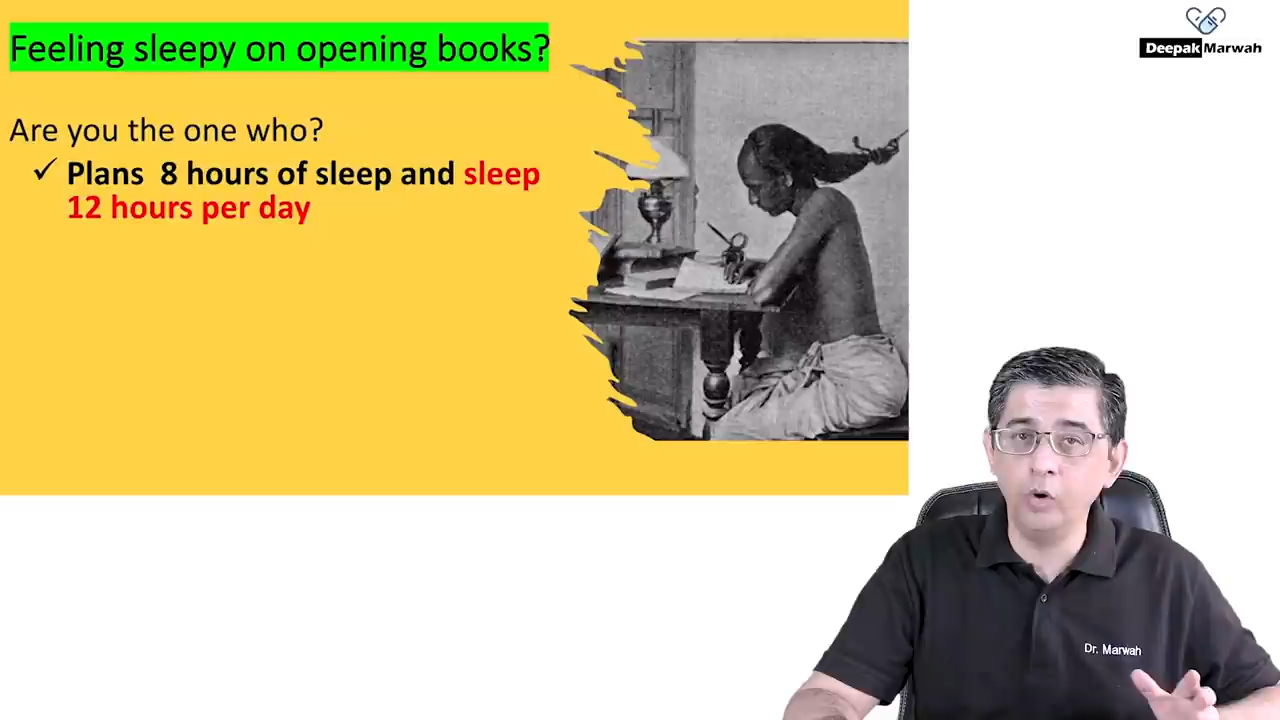 Feeling sleepy on opening books?
Deepak Marwah
Are you the one who?
✓ Plans 8 hours of sleep and sleep
12 hours per day
Dr. Marwah